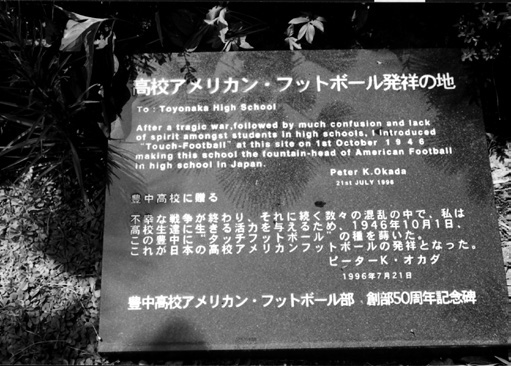 高校アメリカン・フットボール発祥の地
To : Toyonaka High School
After a tragic war,followed by much confusion and lack
of spirit amongst students in high schools, I introduced
"Touch-Football" at this site on 1st October 1946
making this school the fountain-head of American Football
in high school in Japan.
Peter K.Okada
21st JULY 1996
豊中高校に贈る
不幸な戦争が終わり、それに続く数々の混乱の中で、私は
高校生達に生きる活力を与えるため、1946年10月1日、
この豊中に"タッチフットボール"の種を蒔いた。
これが日本の高校アメリカンフットボールの発祥となった。
ピーターK・オカダ
1996年7月21日
豊中高校アメリカン・フットボール部 創部50周年記念碑